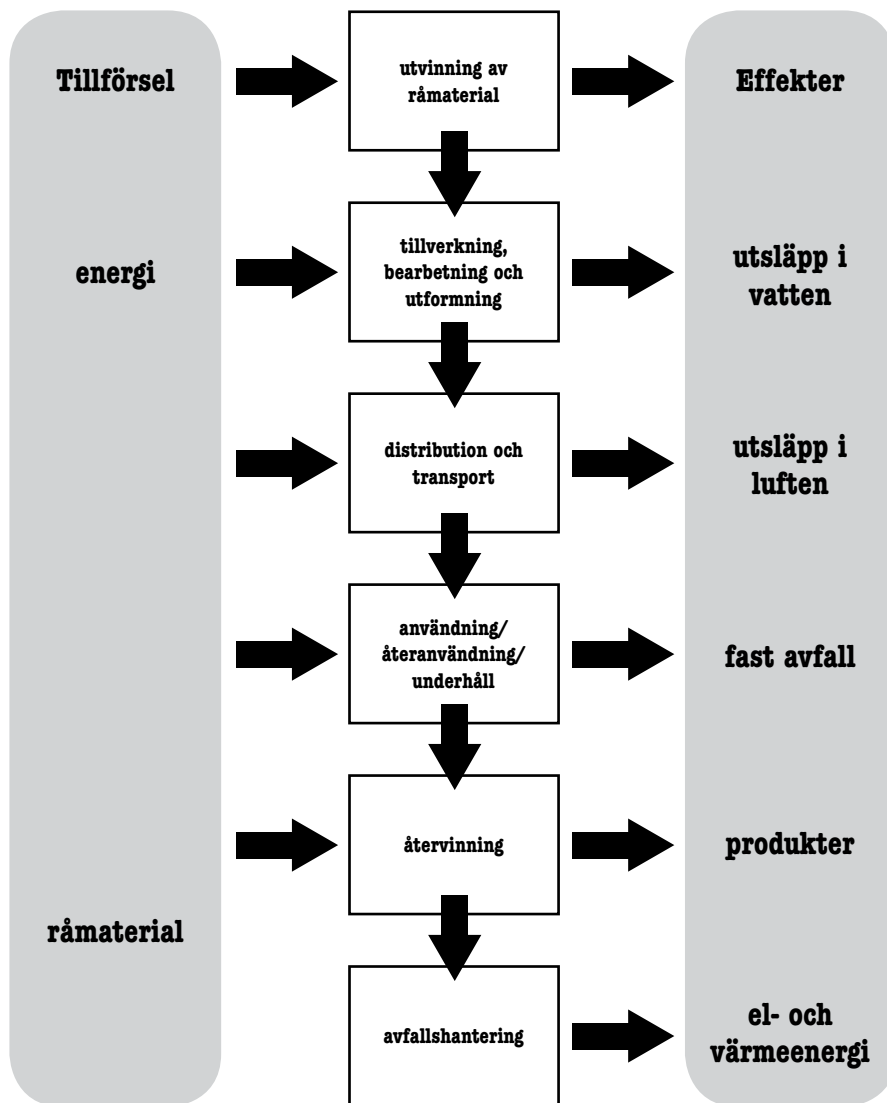 Tillförsel
utvinning av
råmaterial
Effekter
energi
tillverkning,
bearbetning och
utformning
utsläpp i
vatten
distribution och
transport
utsläpp i
luften
användning/
återanvändning/
underhåll
fast avfall
återvinning
produkter
råmaterial
avfallshantering
el- och
värmeenergi